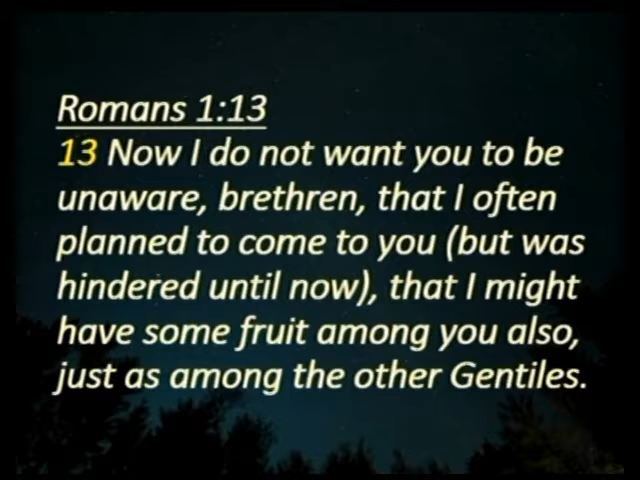 Romans 1:13
13 Now I do not want you to be
unaware, brethren, that I often
planned to come to you (but was
hindered until now), that I might
have some fruit among you also,
just as among the other Gentiles.